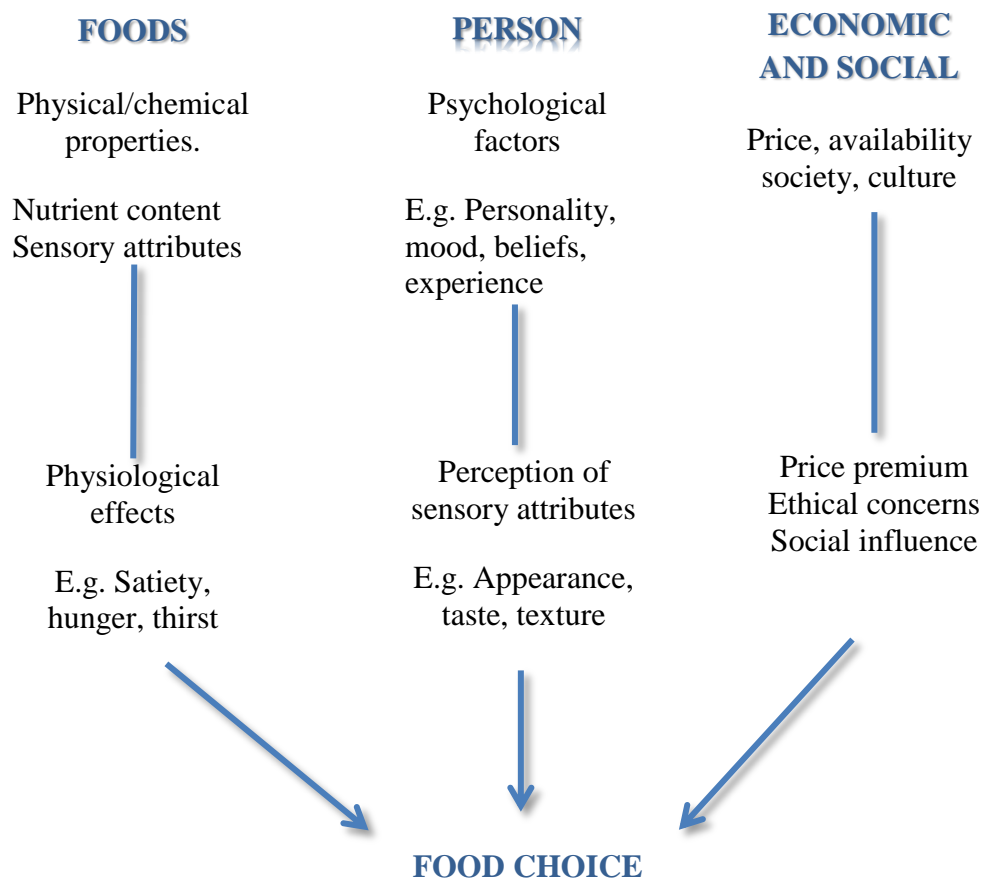 FOODS
Physical/chemical
properties.
Nutrient content
Sensory attributes
Physiological
effects
E.g. Satiety,
hunger, thirst
PERSON
Psychological
factors
E.g. Personality,
mood, beliefs,
experience
Perception of
sensory attributes
E.g. Appearance,
taste, texture
ECONOMIC
AND SOCIAL
Price, availability
society, culture
Price premium
Ethical concerns
Social influence
FOOD CHOICE